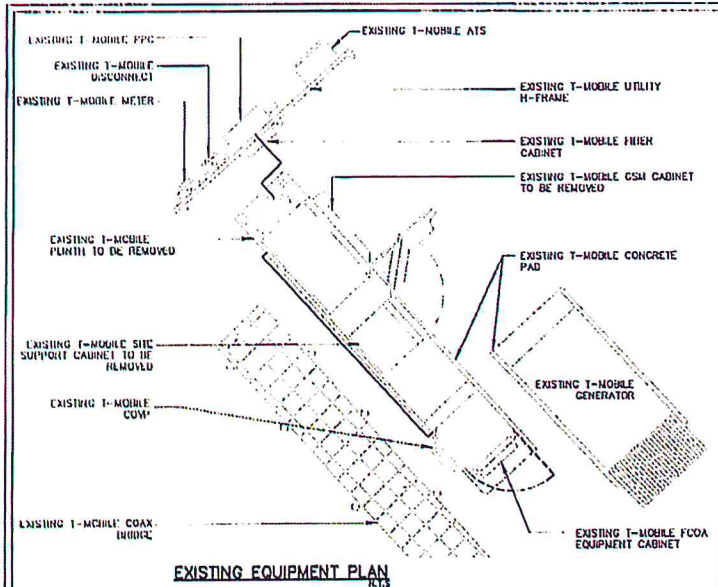 EXISTING T-MOBILE PPC
EXISTING T-MOBILE
DISCONNECT
EXISTING T-MOBILE METER
EXISTING T-MOBILE ATS
EXISTING T-MOBILE UTILITY
H-FRAME
EXISTING T-MOBILE FIBER
CABINET
EXISTING T-MOBILE GSM CABINET
TO BE REMOVED
EXISTING T-MOBILE
PLINTH TO BE REMOVED
EXISTING T-MOBILE CONCRETE
PAD
EXISTING T-MOBILE SITE
SUPPORT CABINET TO BE
REMOVED
EXISTING T-MOBILE
GENERATOR
EXISTING T-MOBILE
COVP
EXISTING T-MOBILE COAX
BRIDGE
EXISTING T-MOBILE
EQUIPMENT CABINET
EXISTING EQUIPMENT PLAN
N.T.S